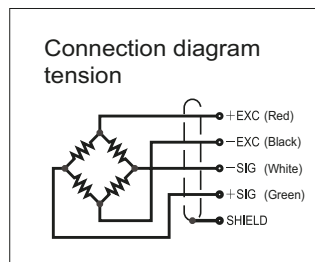 Connection diagram
tension
+EXC (Red)
−EXC (Black)
−SIG (White)
+SIG (Green)
SHIELD